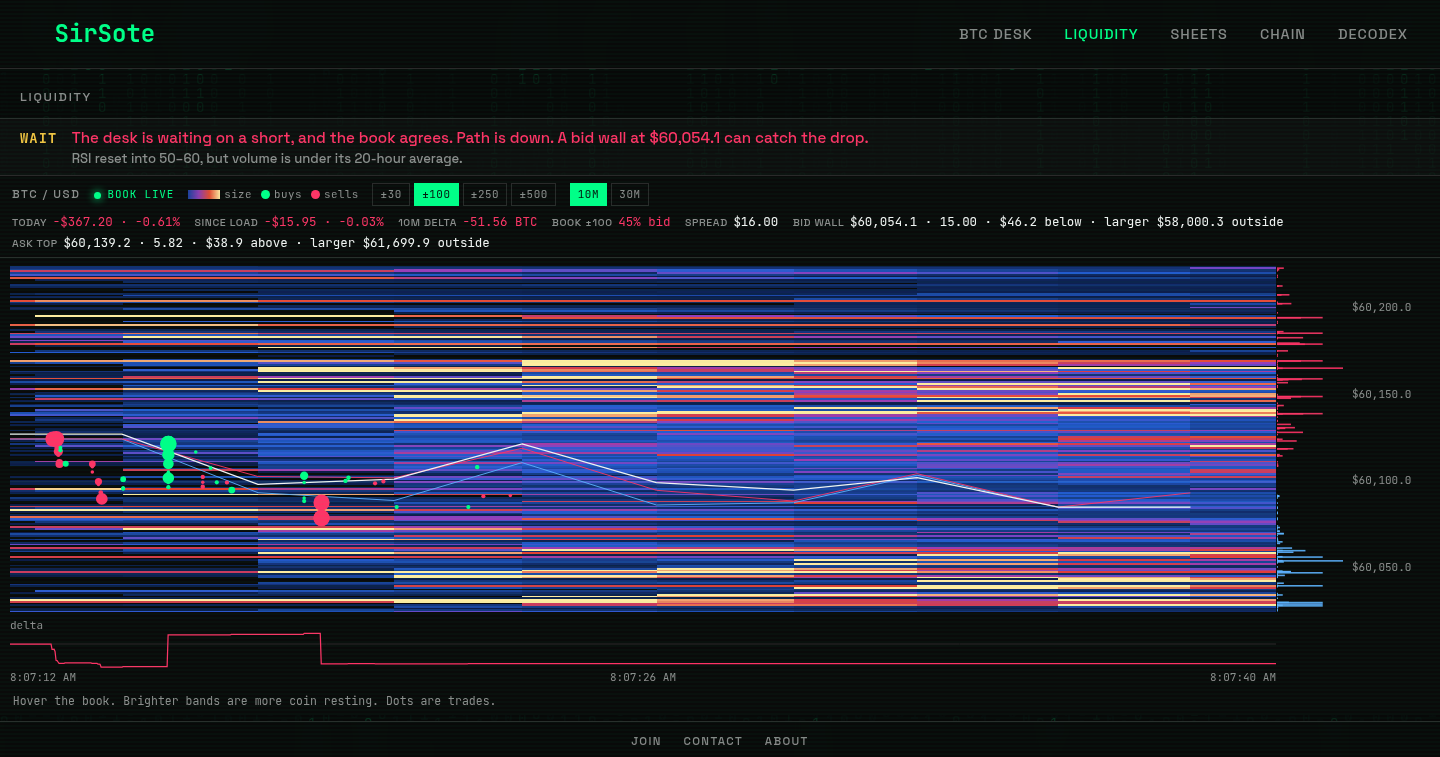 SirSote
BTC DESK LIQUIDITY SHEETS CHAIN DECODEX
LIQUIDITY
WAIT The desk is waiting on a short, and the book agrees. Path is down. A bid wall at $60,054.1 can catch the drop.
RSI reset into 50–60, but volume is under its 20-hour average.
BTC / USD BOOK LIVE size buys sells ±30 ±100 ±250 ±500 10M 30M
TODAY -$367.20 · -0.61% SINCE LOAD -$15.95 · -0.03% 10M DELTA -51.56 BTC BOOK ±100 45% bid SPREAD $16.00 BID WALL $60,054.1 · 15.00 · $46.2 below · larger $58,000.3 outside
ASK TOP $60,139.2 · 5.82 · $38.9 above · larger $61,699.9 outside
$60,200.0
$60,150.0
$60,100.0
$60,050.0
delta
8:07:12 AM 8:07:26 AM 8:07:40 AM
Hover the book. Brighter bands are more coin resting. Dots are trades.
JOIN CONTACT ABOUT